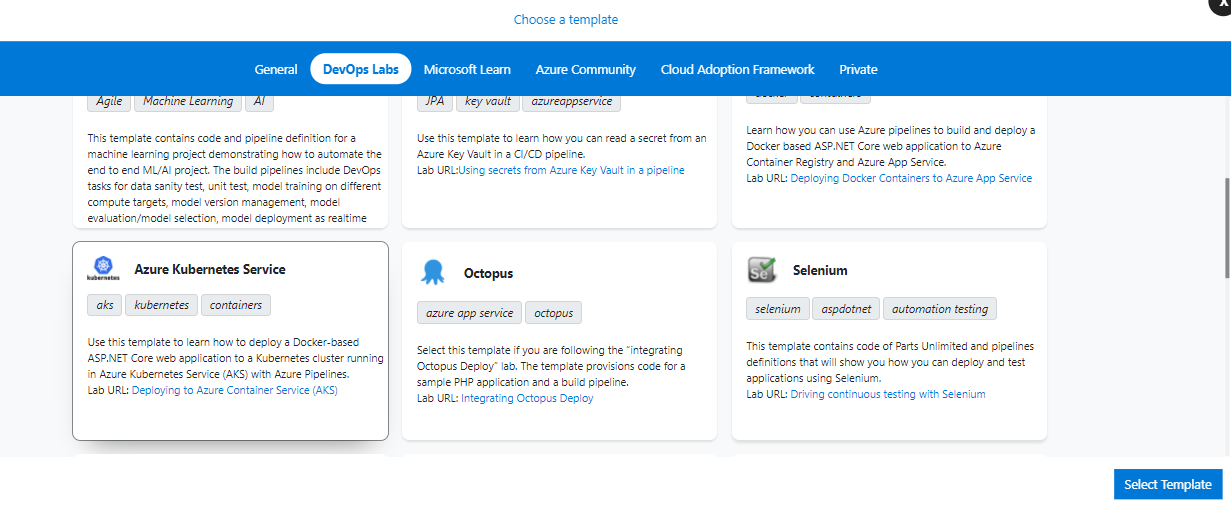 X
Choose a template
General DevOps Labs Microsoft Learn Azure Community Cloud Adoption Framework Private
Agile Machine Learning AI
This template contains code and pipeline definition for a
machine learning project demonstrating how to automate the
end to end ML/AI project. The build pipelines include DevOps
tasks for data sanity test, unit test, model training on different
compute targets, model version management, model
evaluation/model selection, model deployment as realtime
JPA key vault azureappservice
Use this template to learn how you can read a secret from an
Azure Key Vault in a CI/CD pipeline.
Lab URL:Using secrets from Azure Key Vault in a pipeline
docker containers
Learn how you can use Azure pipelines to build and deploy a
Docker based ASP.NET Core web application to Azure
Container Registry and Azure App Service.
Lab URL: Deploying Docker Containers to Azure App Service
kubernetes
Azure Kubernetes Service
aks kubernetes containers
Use this template to learn how to deploy a Docker-based
ASP.NET Core web application to a Kubernetes cluster running
in Azure Kubernetes Service (AKS) with Azure Pipelines.
Lab URL: Deploying to Azure Container Service (AKS)
Octopus
azure app service octopus
Select this template if you are following the “integrating
Octopus Deploy” lab. The template provisions code for a
sample PHP application and a build pipeline.
Lab URL: Integrating Octopus Deploy
Se
Selenium
selenium aspdotnet automation testing
This template contains code of Parts Unlimited and pipelines
definitions that will show you how you can deploy and test
applications using Selenium.
Lab URL: Driving continuous testing with Selenium
Select Template